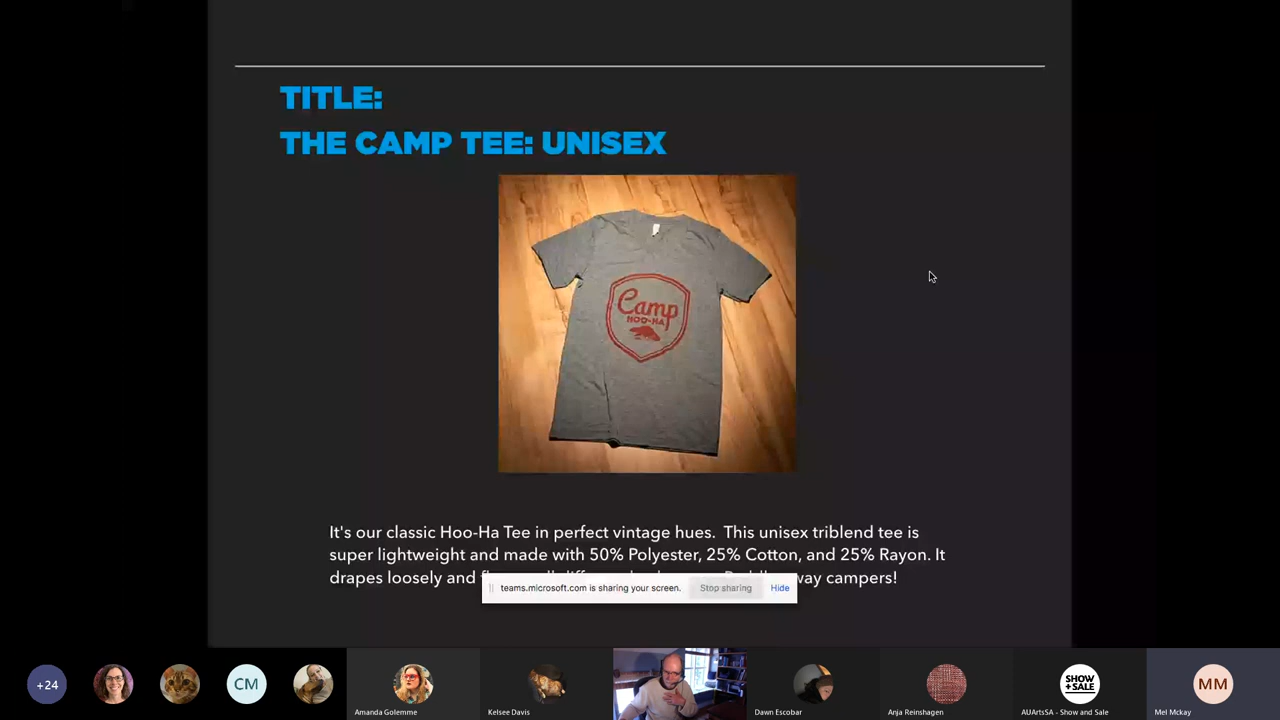 TITLE:
THE CAMP TEE: UNISEX
Camp
HOO-HA
It's our classic Hoo-Ha Tee in perfect vintage hues.  This unisex triblend tee is
super lightweight and made with 50% Polyester, 25% Cotton, and 25% Rayon. It
drapes loosely and way campers!
teams.microsoft.com is sharing your screen.
Stop sharing
Hide
+24
CM
SHOW
+SALE
MM
Amanda Golemme
Kelsee Davis
Dawn Escobar
Anja Reinshagen
AUArtsSA - Show and Sale
Mel Mckay